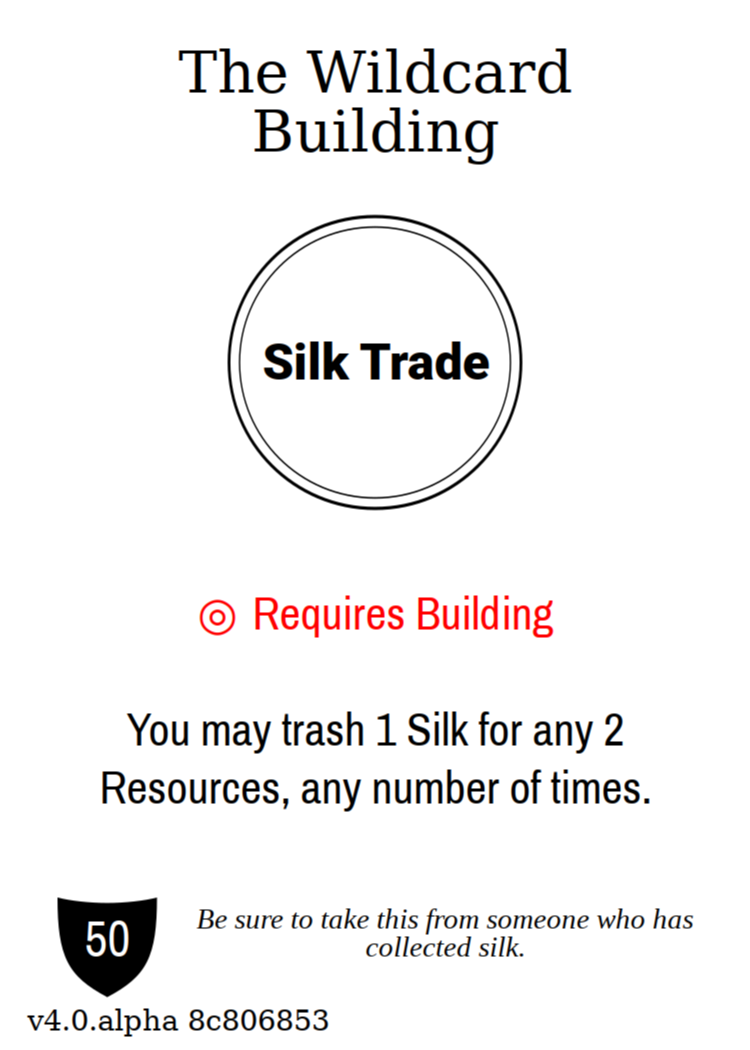 The Wildcard
Building
Silk Trade
◎ Requires Building
You may trash 1 Silk for any 2
Resources, any number of times.
50
Be sure to take this from someone who has
collected silk.
v4.0.alpha 8c806853